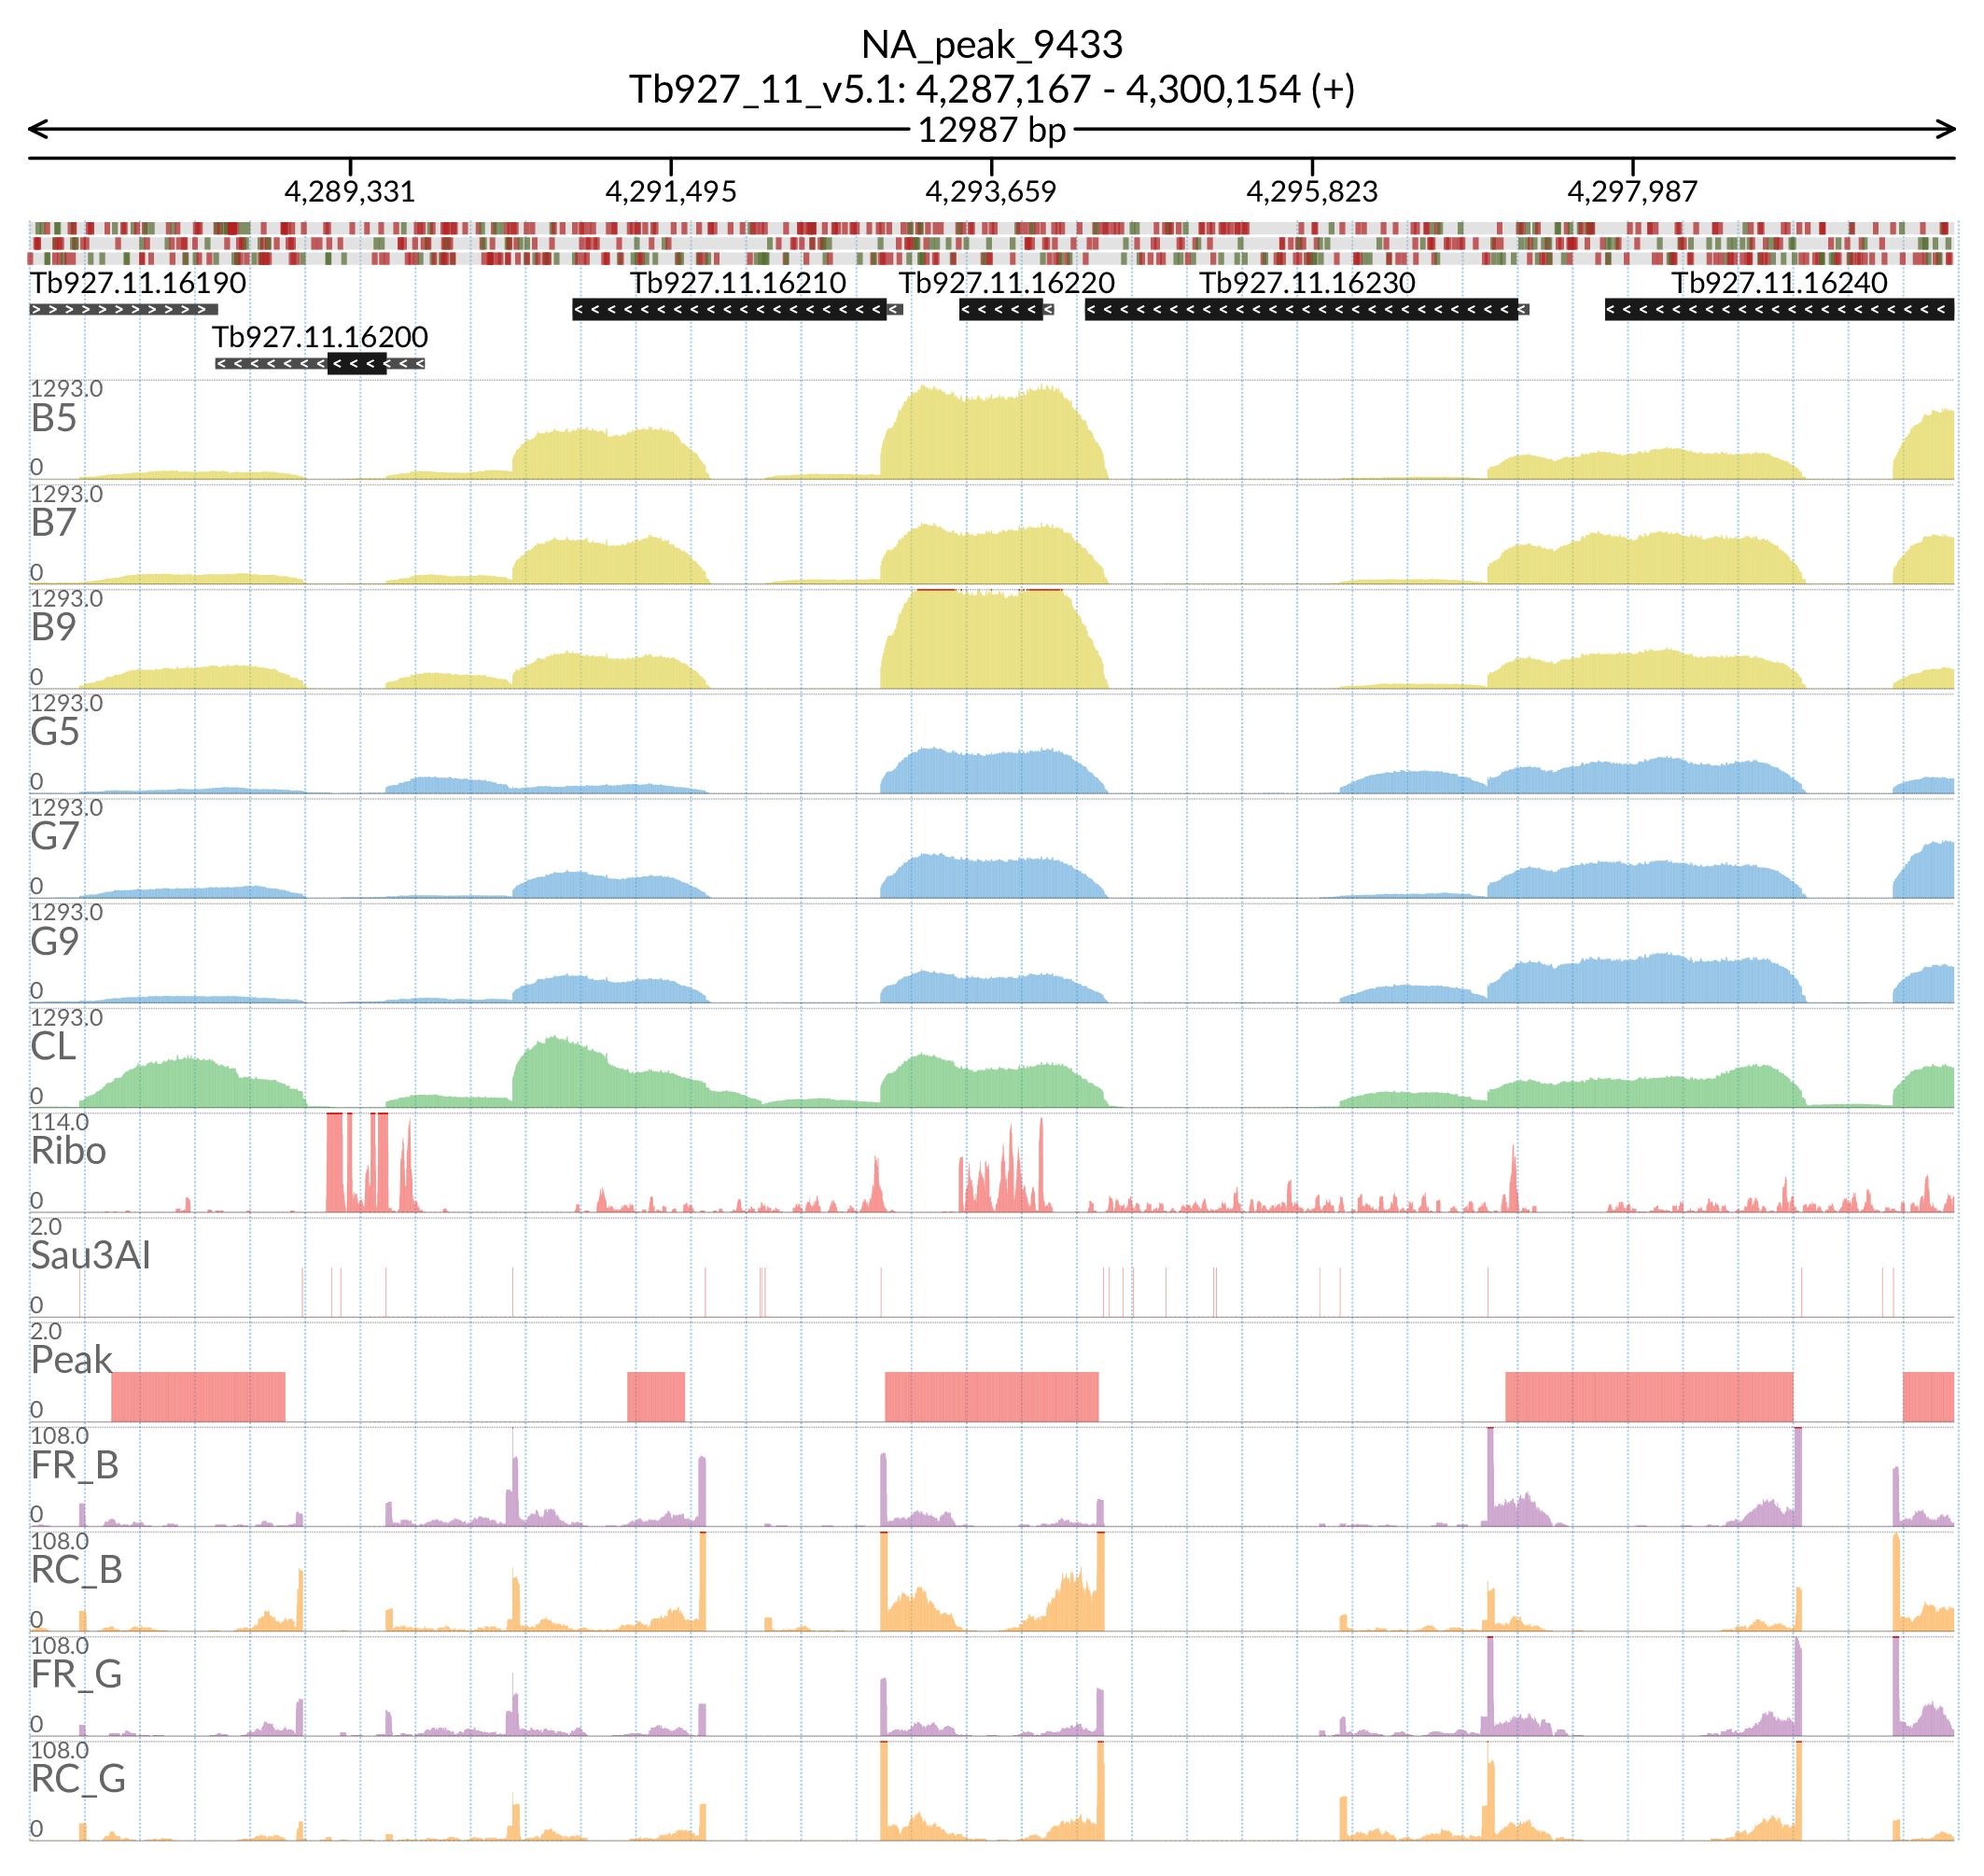 NA_peak_9433
Tb927_11_v5.1: 4,287,167 - 4,300,154 (+)
12987 bp
4,289,331 4,291,495 4,293,659 4,295,823 4,297,987
Tb927.11.16190 Tb927.11.16210 Tb927.11.16220 Tb927.11.16230 Tb927.11.16240
Tb927.11.16200
1293.0
B5
0
1293.0
B7
0
1293.0
B9
0
1293.0
G5
0
1293.0
G7
0
1293.0
G9
0
1293.0
CL
0
114.0
Ribo
0
2.0
Sau3AI
0
2.0
Peak
0
108.0
FR_B
0
108.0
RC_B
0
108.0
FR_G
0
108.0
RC_G
0